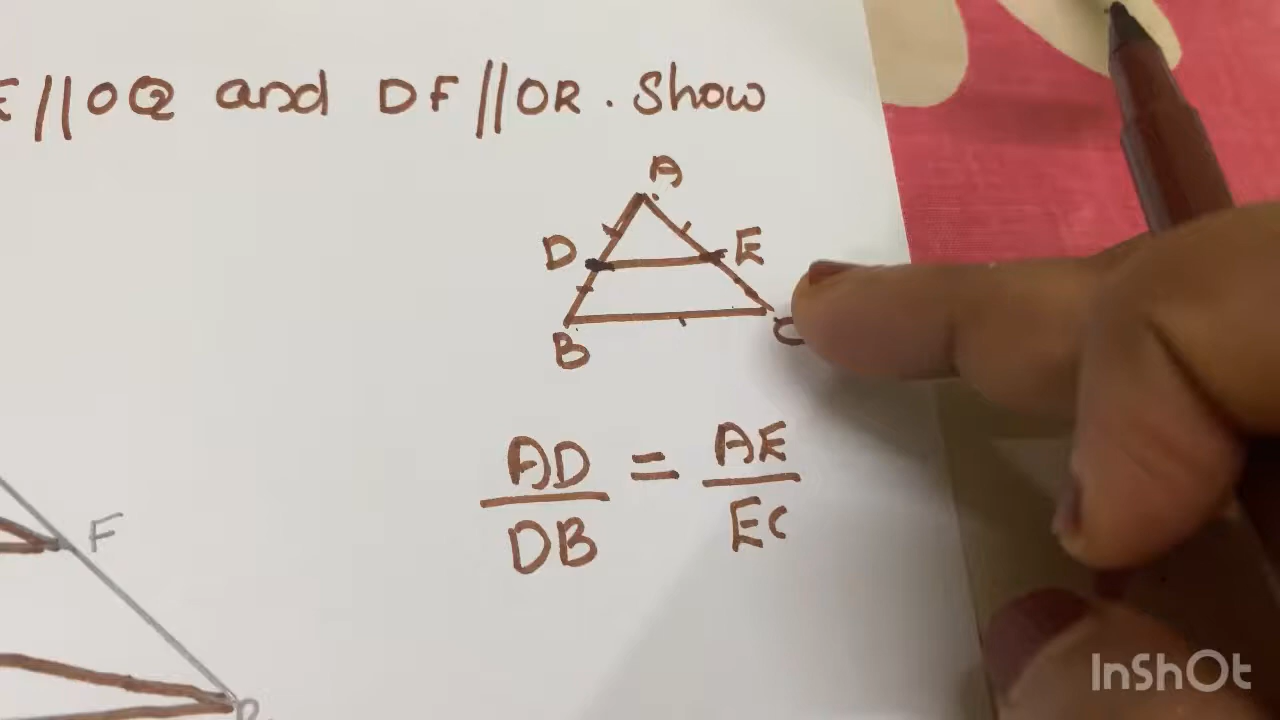 E//OQ and DF//OR. Show
A
D E
B C
AD = AE
DB EC
F
R
InShOt